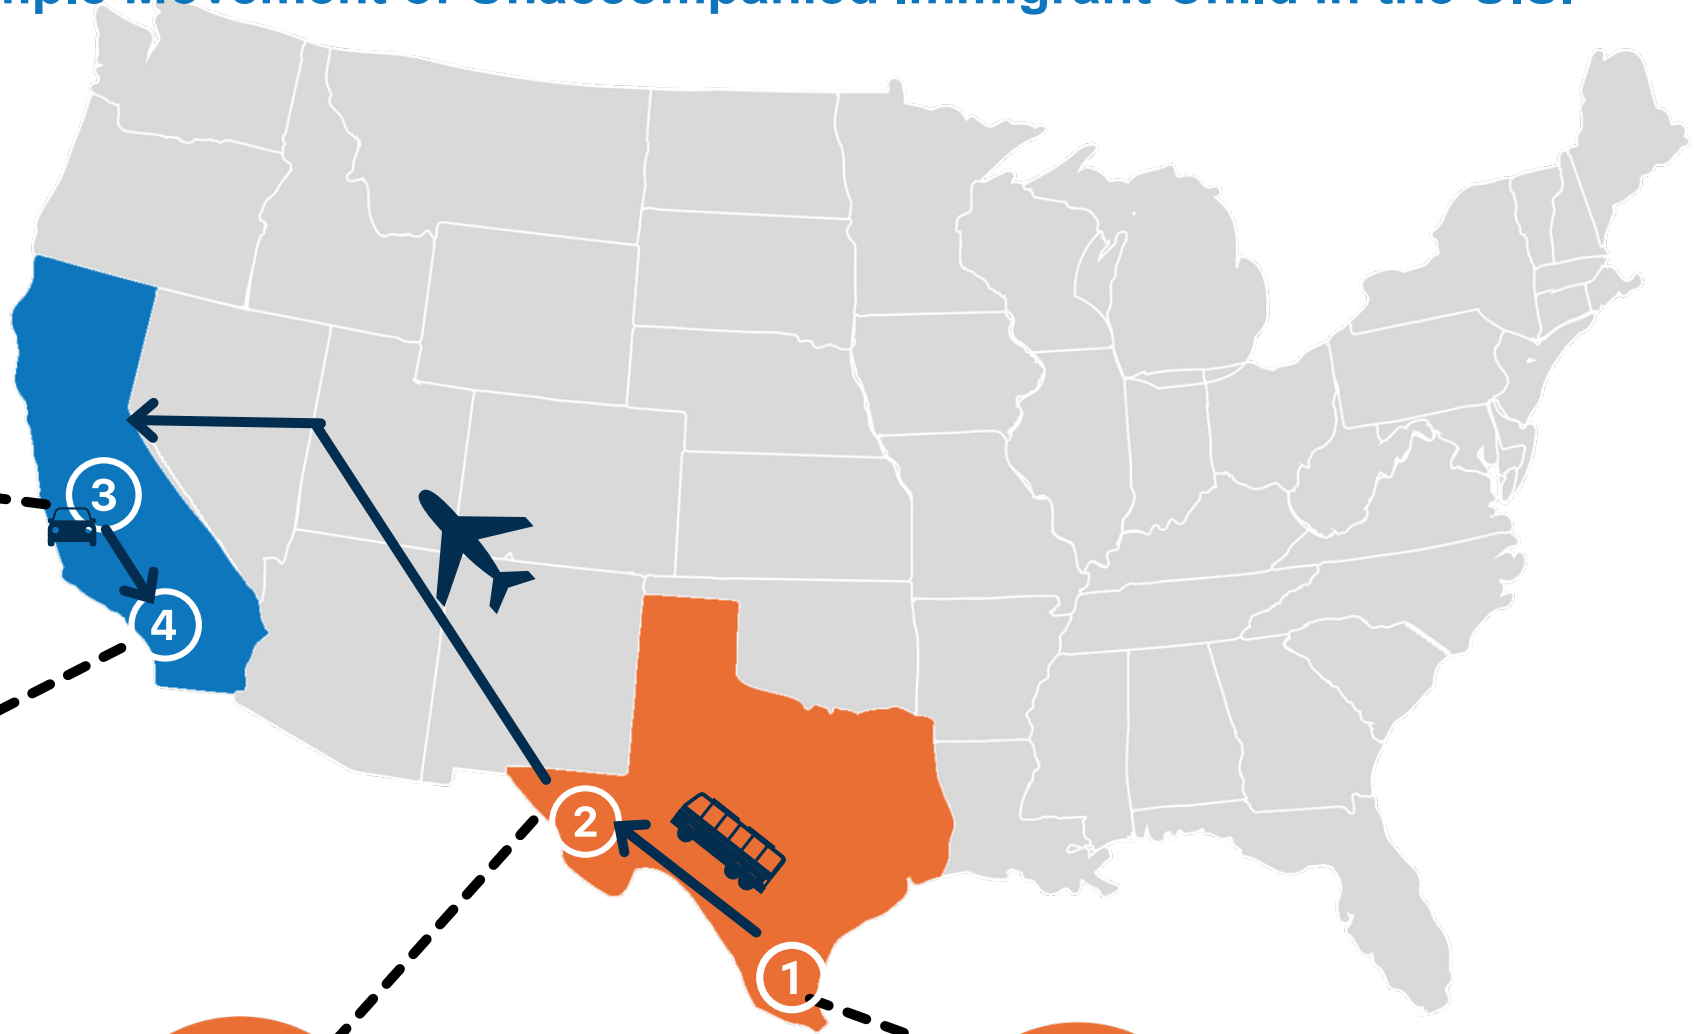 Movement of Unaccompanied Immigrant Child in the U.S.
3
4
2
1